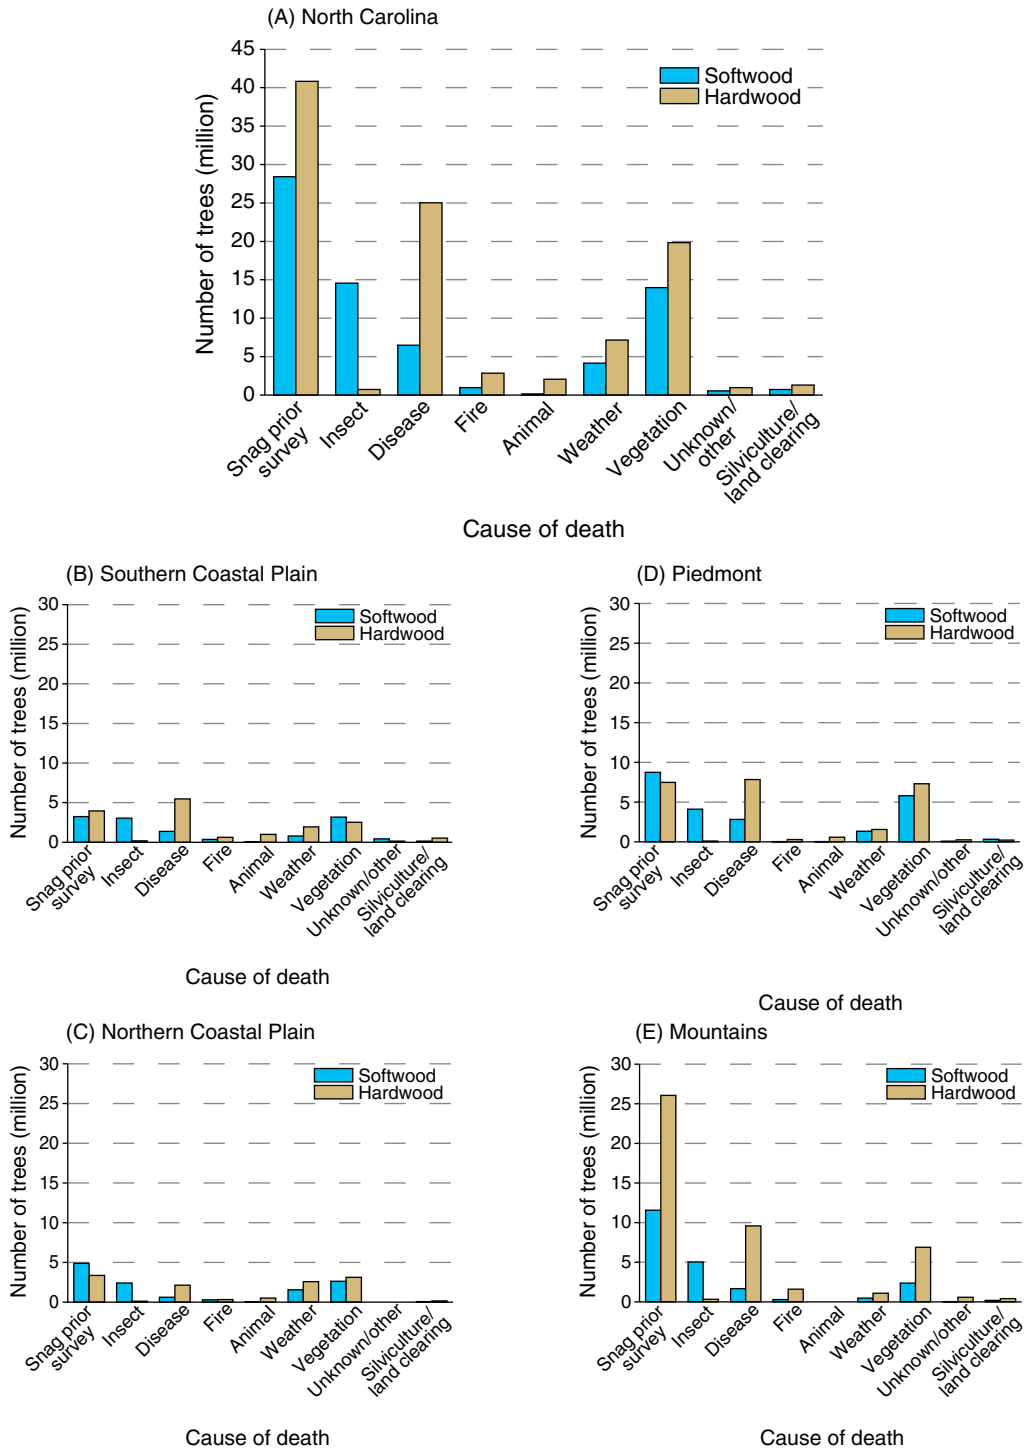 (A) North Carolina
Number of trees (million)
45
40
35
30
25
20
15
10
5
0
Softwood
Hardwood
Snag prior
survey
Insect
Disease
Fire
Animal
Weather
Vegetation
Unknown/
other
Silviculture/
land clearing
Cause of death
(B) Southern Coastal Plain
Number of trees (million)
30
25
20
15
10
5
0
Softwood
Hardwood
Snag prior
survey
Insect
Disease
Fire
Animal
Weather
Vegetation
Unknown/other
Silviculture/
land clearing
Cause of death
(D) Piedmont
Number of trees (million)
30
25
20
15
10
5
0
Softwood
Hardwood
Snag prior
survey
Insect
Disease
Fire
Animal
Weather
Vegetation
Unknown/other
Silviculture/
land clearing
Cause of death
(C) Northern Coastal Plain
Number of trees (million)
30
25
20
15
10
5
0
Softwood
Hardwood
Snag prior
survey
Insect
Disease
Fire
Animal
Weather
Vegetation
Unknown/other
Silviculture/
land clearing
Cause of death
(E) Mountains
Number of trees (million)
30
25
20
15
10
5
0
Softwood
Hardwood
Snag prior
survey
Insect
Disease
Fire
Animal
Weather
Vegetation
Unknown/other
Silviculture/
land clearing
Cause of death